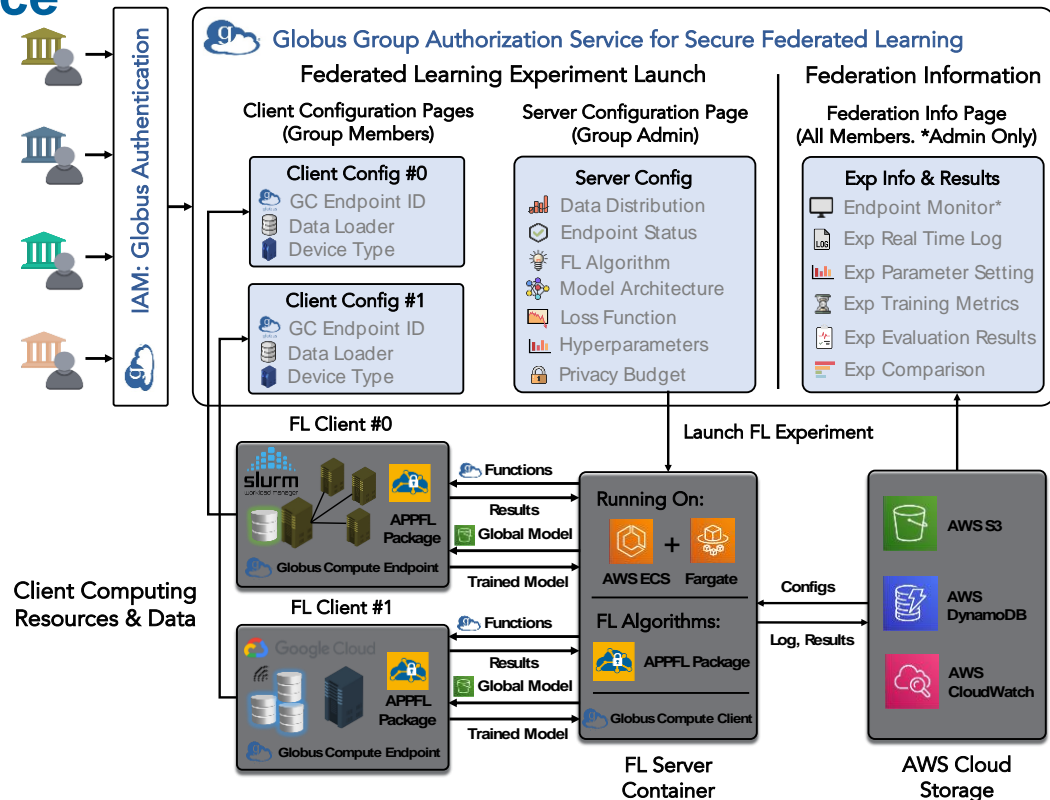 ce
Globus Group Authorization Service for Secure Federated Learning
IAM: Globus Authentication
Federated Learning Experiment Launch
Federation Information
Client Configuration Pages
(Group Members)
Server Configuration Page
(Group Admin)
Federation Info Page
(All Members. *Admin Only)
Client Config #0
GC Endpoint ID
Data Loader
Device Type
Client Config #1
GC Endpoint ID
Data Loader
Device Type
Server Config
Data Distribution
Endpoint Status
FL Algorithm
Model Architecture
Loss Function
Hyperparameters
Privacy Budget
Exp Info & Results
Endpoint Monitor*
LOG
Exp Real Time Log
Exp Parameter Setting
Exp Training Metrics
Exp Evaluation Results
Exp Comparison
Launch FL Experiment
Client Computing
Resources & Data
FL Client #0
slurm
workload manager
APPFL
Package
Globus Compute Endpoint
Functions
Results
Global Model
Trained Model
FL Client #1
Google Cloud
APPFL
Package
Globus Compute Endpoint
Functions
Results
Global Model
Trained Model
Running On:
+
AWS ECS
Fargate
FL Algorithms:
APPFL Package
Globus Compute Client
FL Server
Container
Configs
Log, Results
AWS S3
AWS
DynamoDB
AWS
CloudWatch
AWS Cloud
Storage